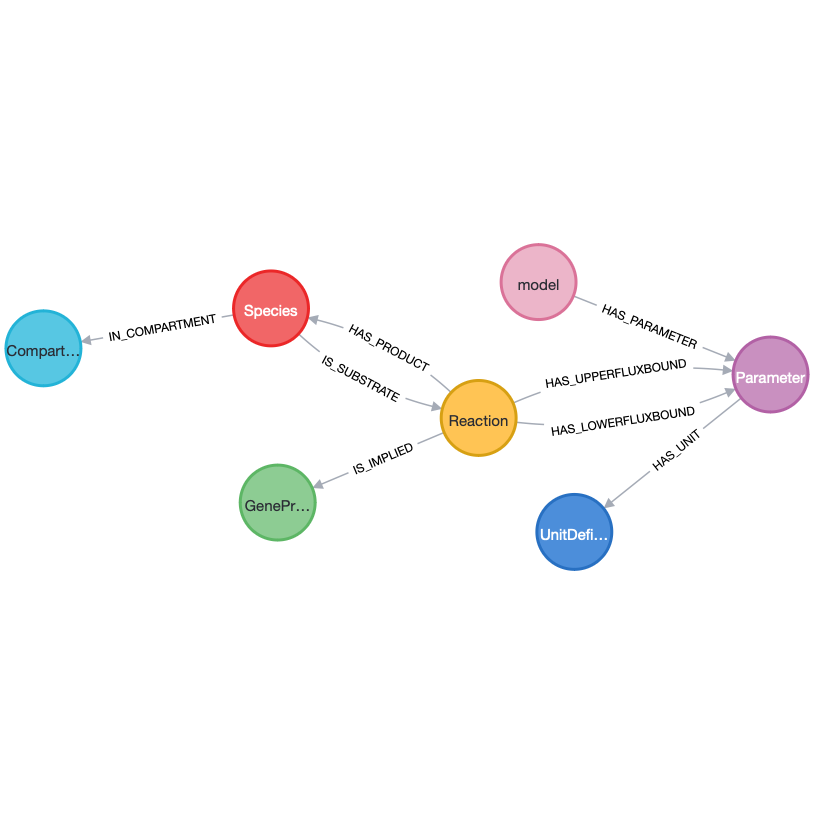 model
Species
HAS_PARAMETER
IN_COMPARTMENT
HAS_PRODUCT
Compart...
IS_SUBSTRATE
HAS_UPPERFLUXBOUND
Parameter
Reaction
HAS_LOWERFLUXBOUND
IS_IMPLIED
HAS_UNIT
GenePr...
UnitDefi...